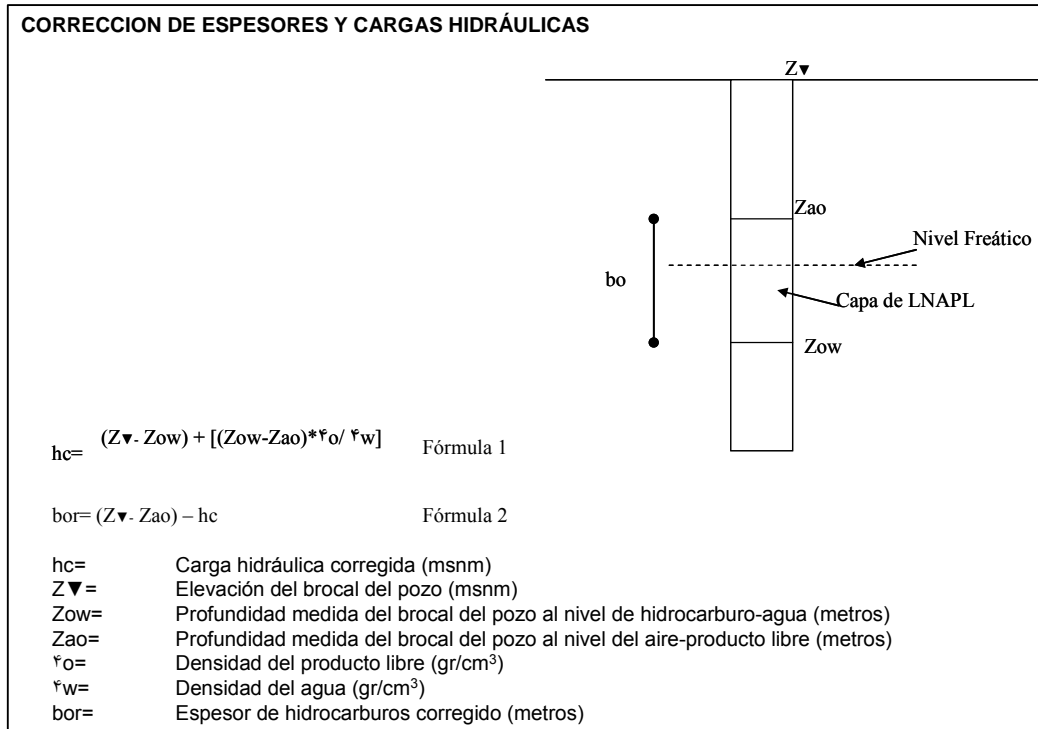 CORRECCION DE ESPESORES Y CARGAS HIDRÁULICAS
Z▼
Zao
Nivel Freático
bo
Capa de LNAPL
Zow
hc= (Z▼- Zow) + [(Zow-Zao)*۴o/ ۴w] Fórmula 1
bor= (Z▼- Zao) – hc Fórmula 2
hc= Carga hidráulica corregida (msnm)
Z▼= Elevación del brocal del pozo (msnm)
Zow= Profundidad medida del brocal del pozo al nivel de hidrocarburo-agua (metros)
Zao= Profundidad medida del brocal del pozo al nivel del aire-producto libre (metros)
۴o= Densidad del producto libre (gr/cm³)
۴w= Densidad del agua (gr/cm³)
bor= Espesor de hidrocarburos corregido (metros)